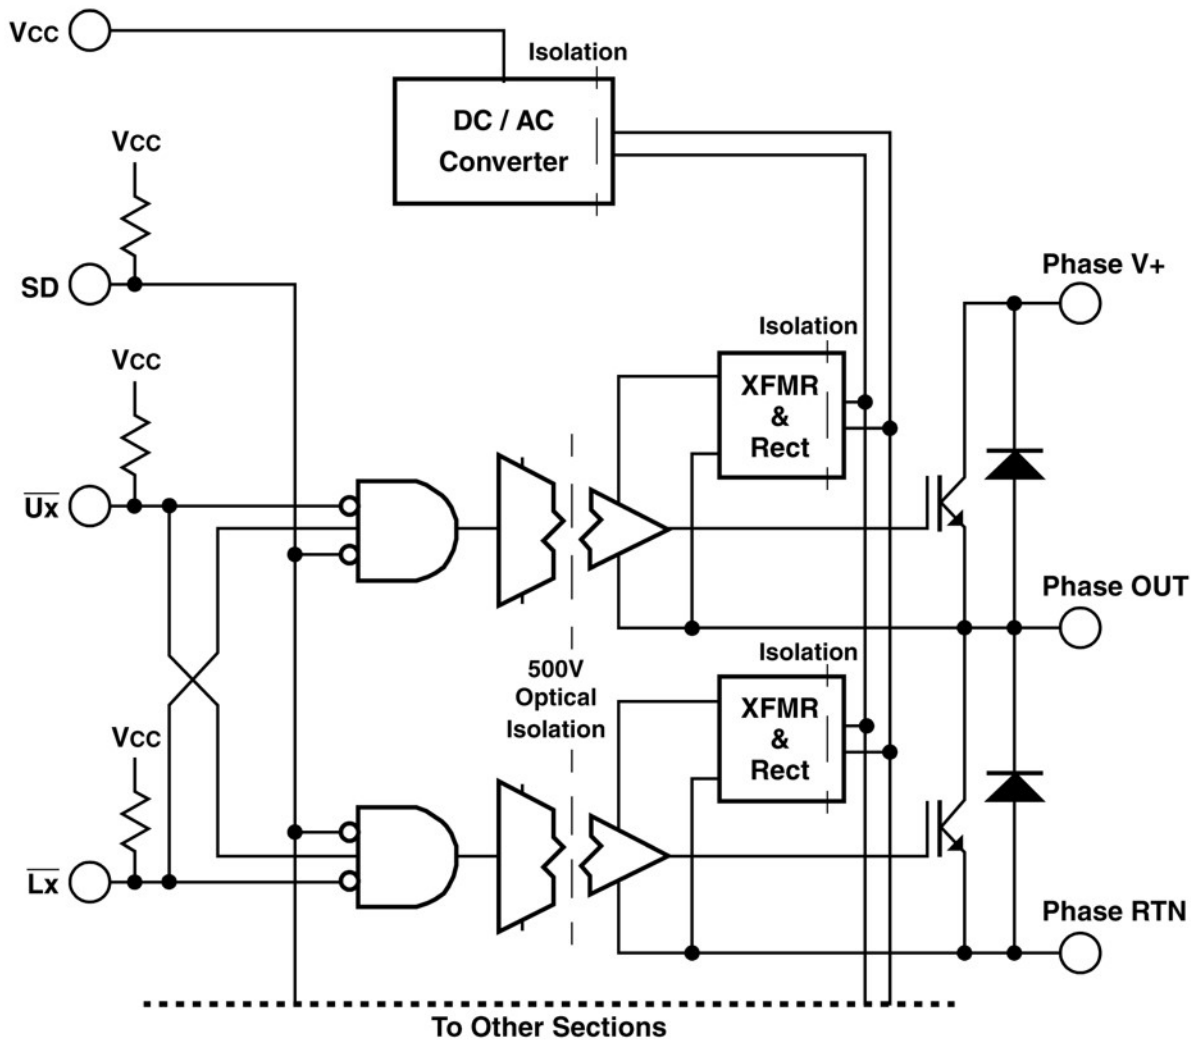 VCC
Isolation
DC / AC
Converter
VCC
SD
Phase V+
Isolation
VCC
XFMR
&
Rect
Ux
Phase OUT
Isolation
500V
Optical
Isolation
XFMR
&
Rect
VCC
Lx
Phase RTN
To Other Sections